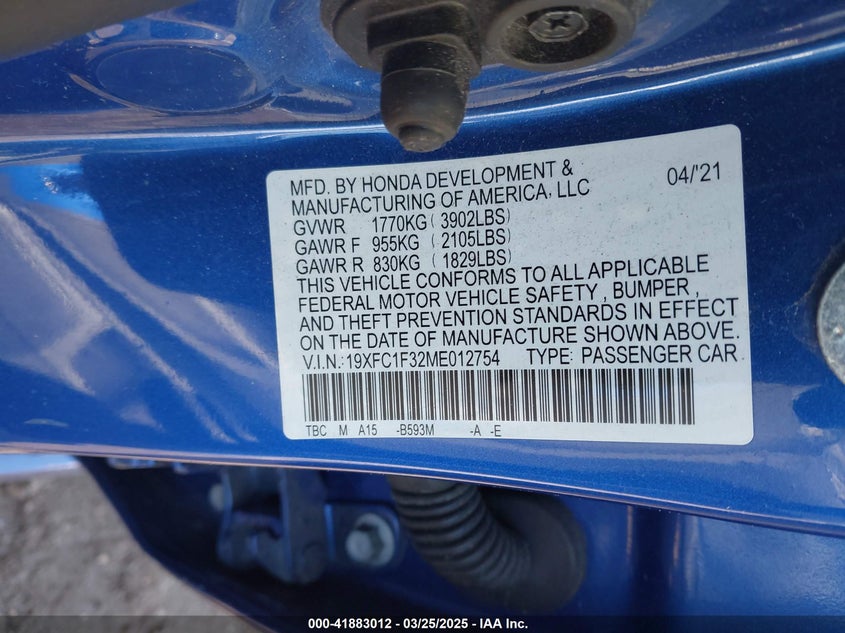 MFD. BY HONDA DEVELOPMENT & 04/'21
MANUFACTURING OF AMERICA, LLC
GVWR 1770KG ( 3902LBS)
GAWR F 955KG ( 2105LBS)
GAWR R 830KG ( 1829LBS)
THIS VEHICLE CONFORMS TO ALL APPLICABLE
FEDERAL MOTOR VEHICLE SAFETY , BUMPER,
AND THEFT PREVENTION STANDARDS IN EFFECT
ON THE DATE OF MANUFACTURE SHOWN ABOVE.
V.I.N.:19XFC1F32ME012754 TYPE: PASSENGER CAR
TBC M A15 -B593M -A -E
000-41883012 - 03/25/2025 - IAA Inc.